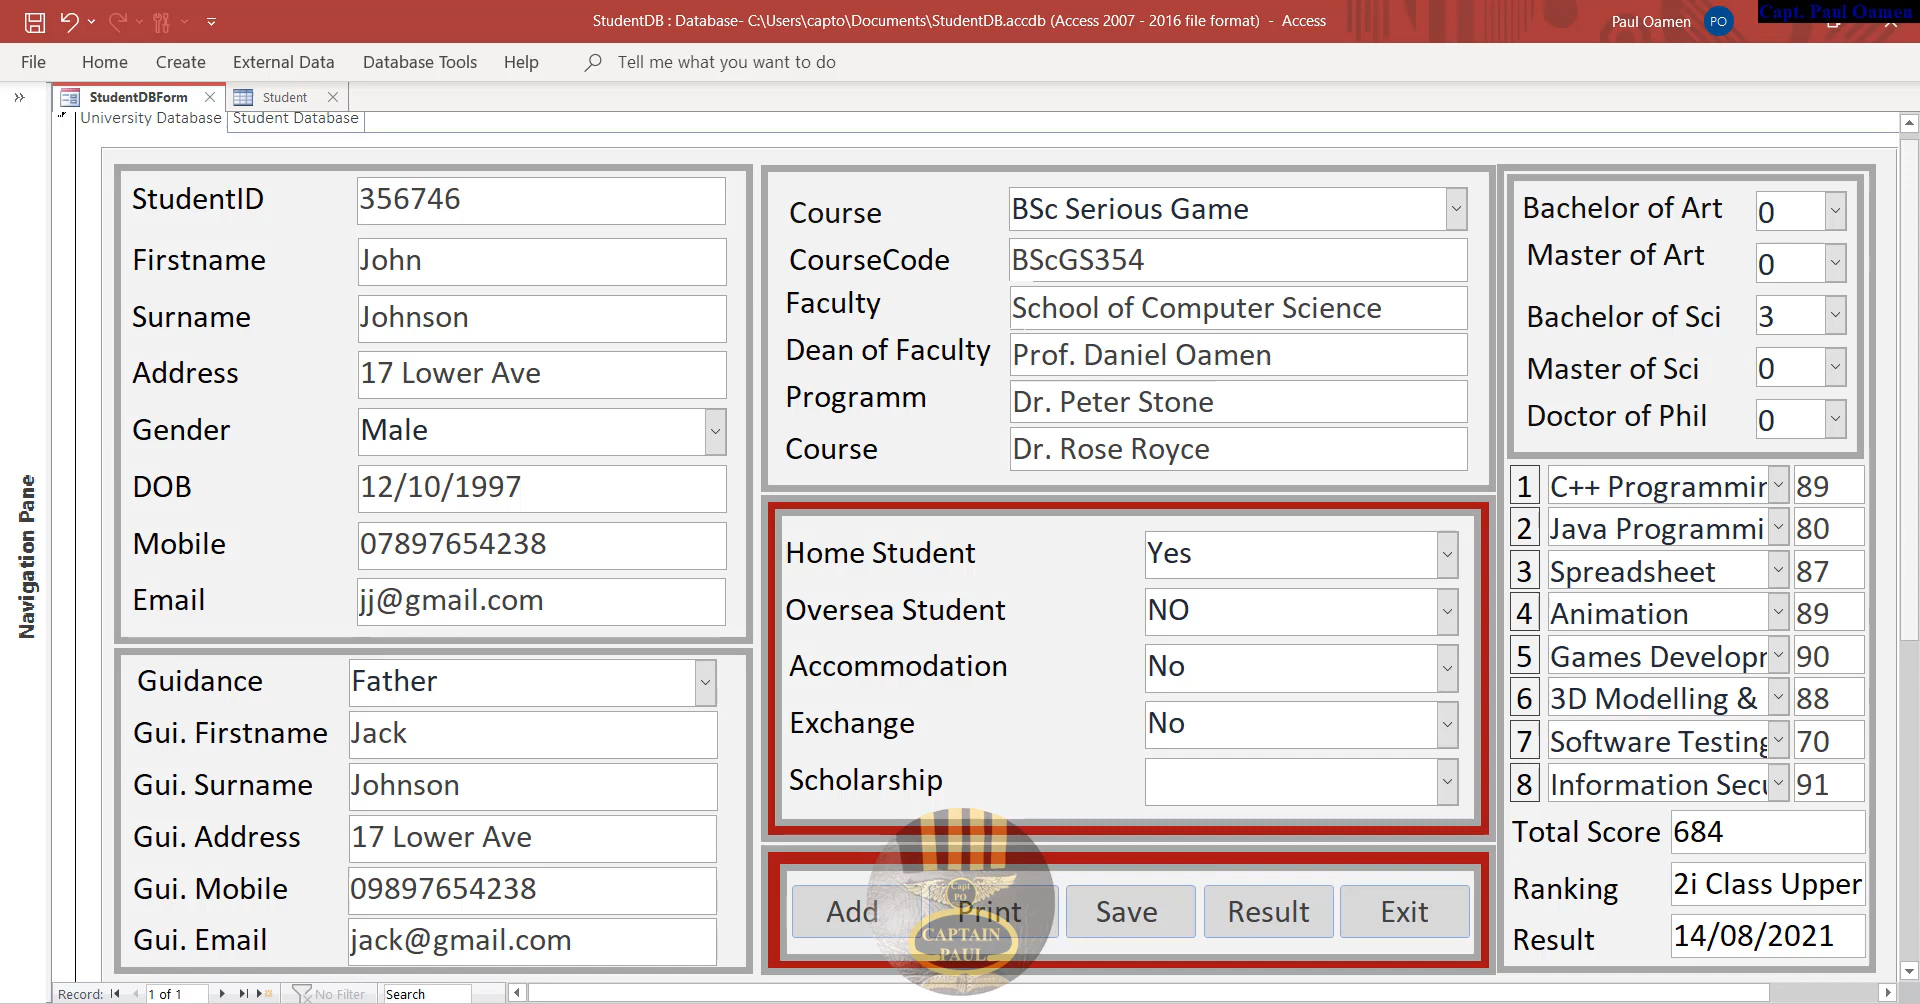 StudentDB : Database- C:\Users\capto\Documents\StudentDB.accdb (Access 2007 - 2016 file format) - Access
Paul Oamen
PO
Capt. Paul Oamen
File Home Create External Data Database Tools Help Tell me what you want to do
StudentDBForm
Student
University Database
Student Database
Navigation Pane
StudentID 356746
Firstname John
Surname Johnson
Address 17 Lower Ave
Gender Male
DOB 12/10/1997
Mobile 07897654238
Email jj@gmail.com
Guidance Father
Gui. Firstname Jack
Gui. Surname Johnson
Gui. Address 17 Lower Ave
Gui. Mobile 09897654238
Gui. Email jack@gmail.com
Course BSc Serious Game
CourseCode BScGS354
Faculty School of Computer Science
Dean of Faculty Prof. Daniel Oamen
Programm Dr. Peter Stone
Course Dr. Rose Royce
Home Student Yes
Oversea Student NO
Accommodation No
Exchange No
Scholarship
Add Print Save Result Exit
Capt
PO
CAPTAIN
PAUL
Bachelor of Art 0
Master of Art 0
Bachelor of Sci 3
Master of Sci 0
Doctor of Phil 0
1 C++ Programmin 89
2 Java Programmi 80
3 Spreadsheet 87
4 Animation 89
5 Games Developr 90
6 3D Modelling & 88
7 Software Testing 70
8 Information Secu 91
Total Score 684
Ranking 2i Class Upper
Result 14/08/2021
Record: 1 of 1 No Filter Search